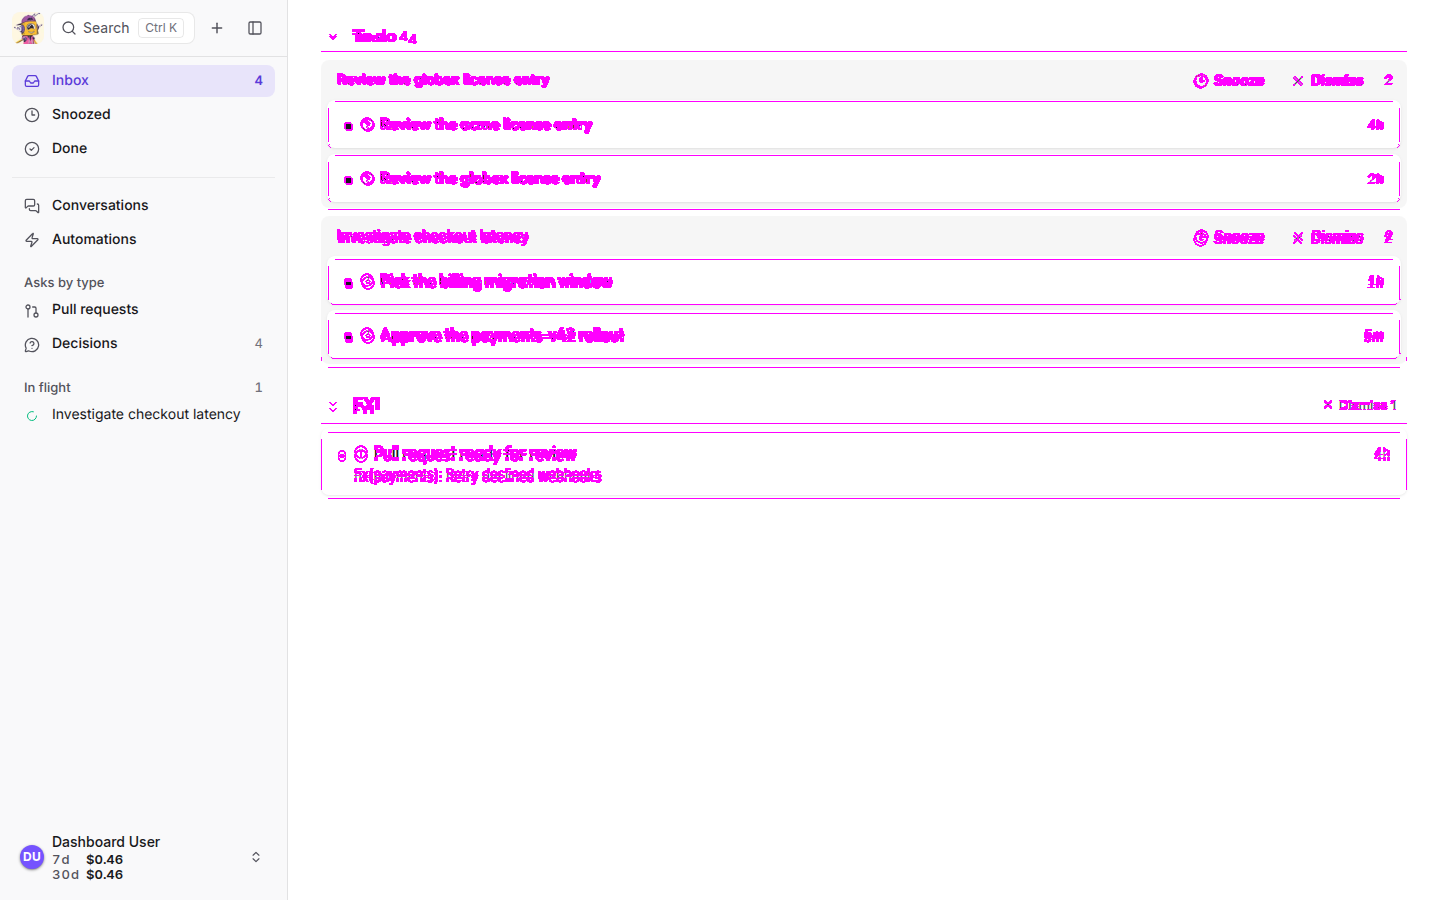 Search Ctrl K
Inbox 4
Snoozed
Done
Conversations
Automations
Asks by type
Pull requests
Decisions 4
In flight 1
Investigate checkout latency
Dashboard User
DU
7d $0.46
30d $0.46
4
Review the globex license entry Snooze Dismiss 2
Review the acme license entry 4h
Review the globex license entry 2h
Investigate checkout latency Snooze Dismiss 2
Pick the billing migration window 1h
Approve the payments-v42 rollout 5m
FYI Dismiss 1
Pull request ready for review 4h
Fix(payments): Retry declined webhooks